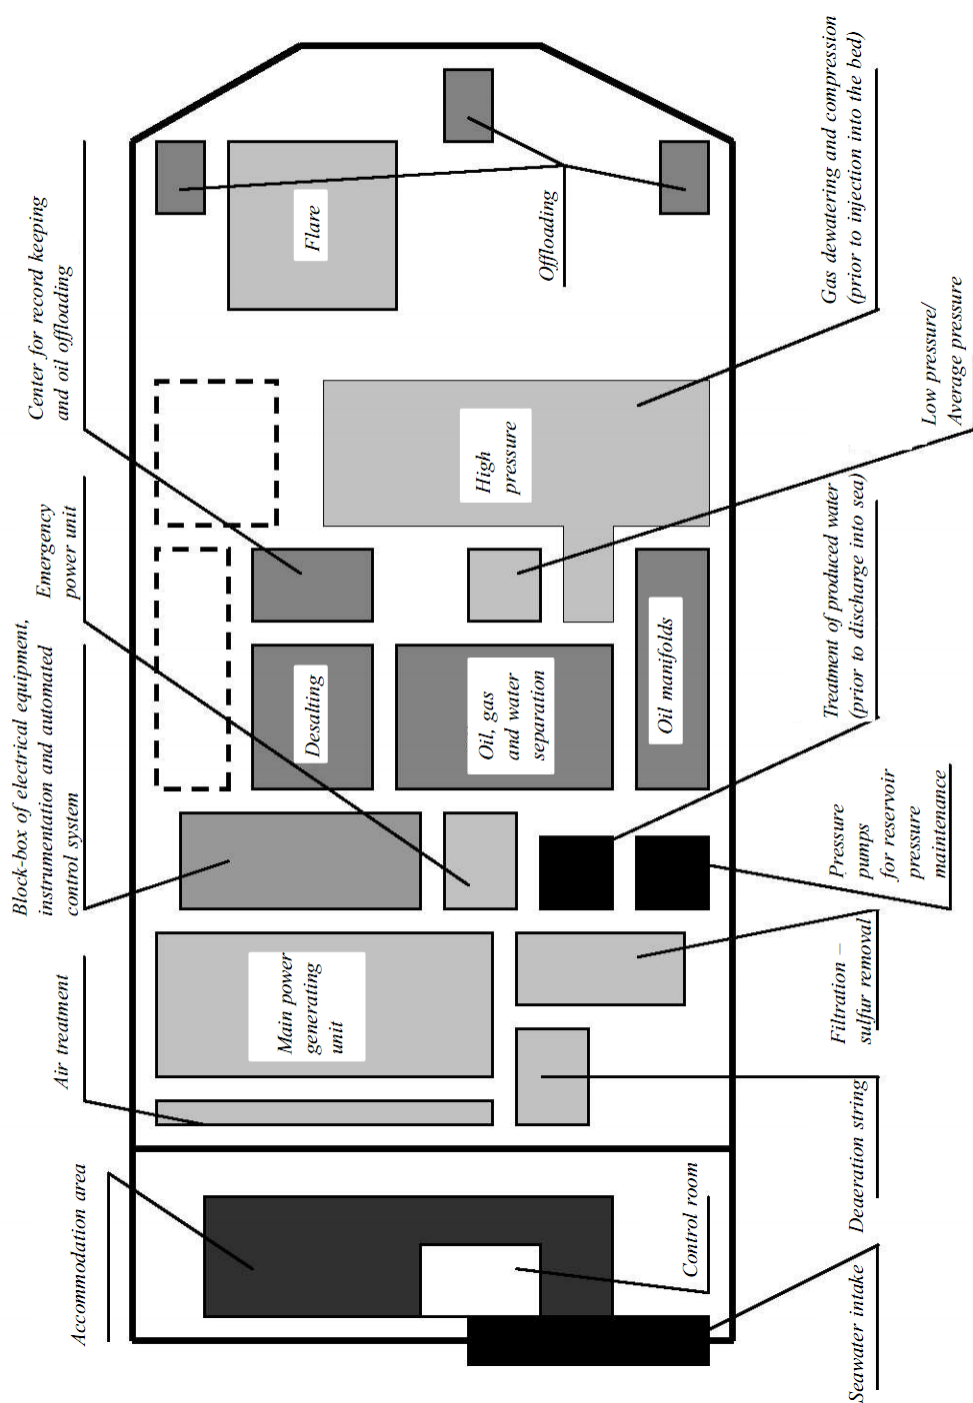 Accommodation area
Air treatment
Block-box of electrical equipment,
instrumentation and automated
control system
Emergency
power unit
Center for record keeping
and oil offloading
Main power
generating
unit
Desalting
Flare
Oil, gas
and water
separation
High
pressure
Offloading
Oil manifolds
Control room
Seawater intake
Deaeration string
Filtration –
sulfur removal
Pressure
pumps
for reservoir
pressure
maintenance
Treatment of produced water
(prior to discharge into sea)
Low pressure/
Average pressure
Gas dewatering and compression
(prior to injection into the bed)